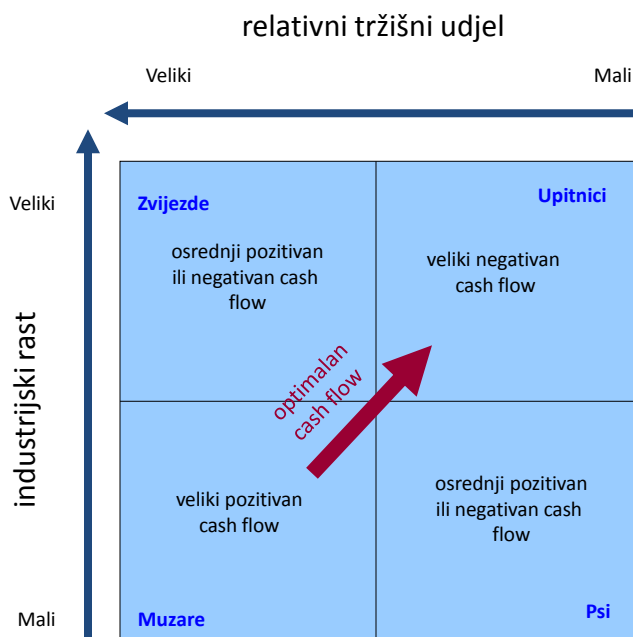 relativni tržišni udjel
Veliki
Mali
industrijski rast
Veliki
Mali
Zvijezde
osrednji pozitivan
ili negativan cash
flow
Upitnici
veliki negativan
cash flow
optimalan
cash flow
veliki pozitivan
cash flow
Muzare
osrednji pozitivan
ili negativan cash
flow
Psi